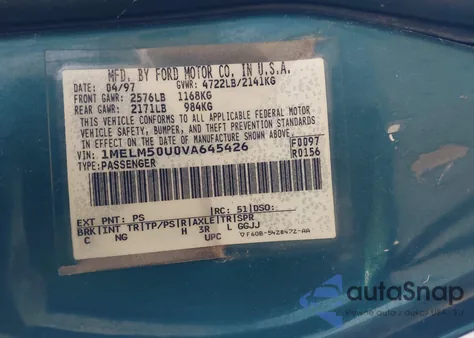 MFD. BY FORD MOTOR CO. IN U.S.A.
DATE: 04/97 GVWR: 4722LB/2141KG
FRONT GAWR: 2576LB 1168KG
REAR GAWR: 2171LB 984KG
THIS VEHICLE CONFORMS TO ALL APPLICABLE FEDERAL MOTOR
VEHICLE SAFETY, BUMPER, AND THEFT PREVENTION STANDARDS
IN EFFECT ON THE DATE OF MANUFACTURE SHOWN ABOVE.
VIN: 1MELM50U0VA645426 F0097
TYPE: PASSENGER R0156
EXT PNT: PS |RC: 51|DSO:
BRK|INT TR|TP/PS|R|AXLE|TR|SPR
C NG H 3R L GGJJ
UPC
autoSnap